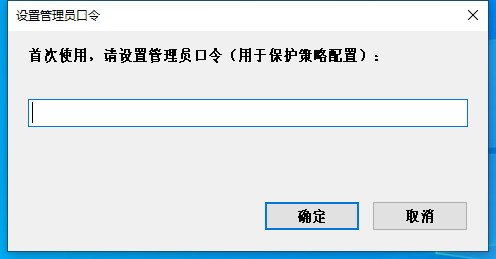 设置管理员口令
首次使用，请设置管理员口令（用于保护策略配置）：
确定
取消